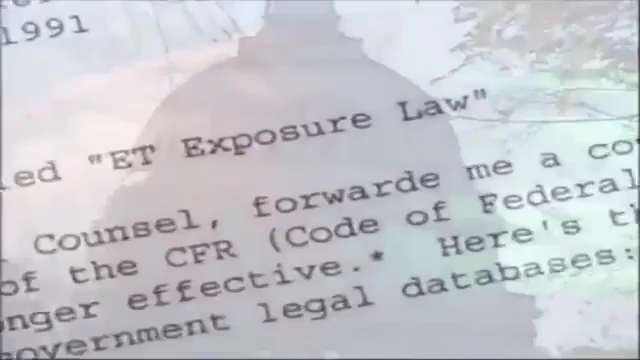 1991
led "ET Exposure Law"
Counsel, forwarde me a co
of the CFR (Code of Federal
nger effective.* Here's th
overnment legal databases: